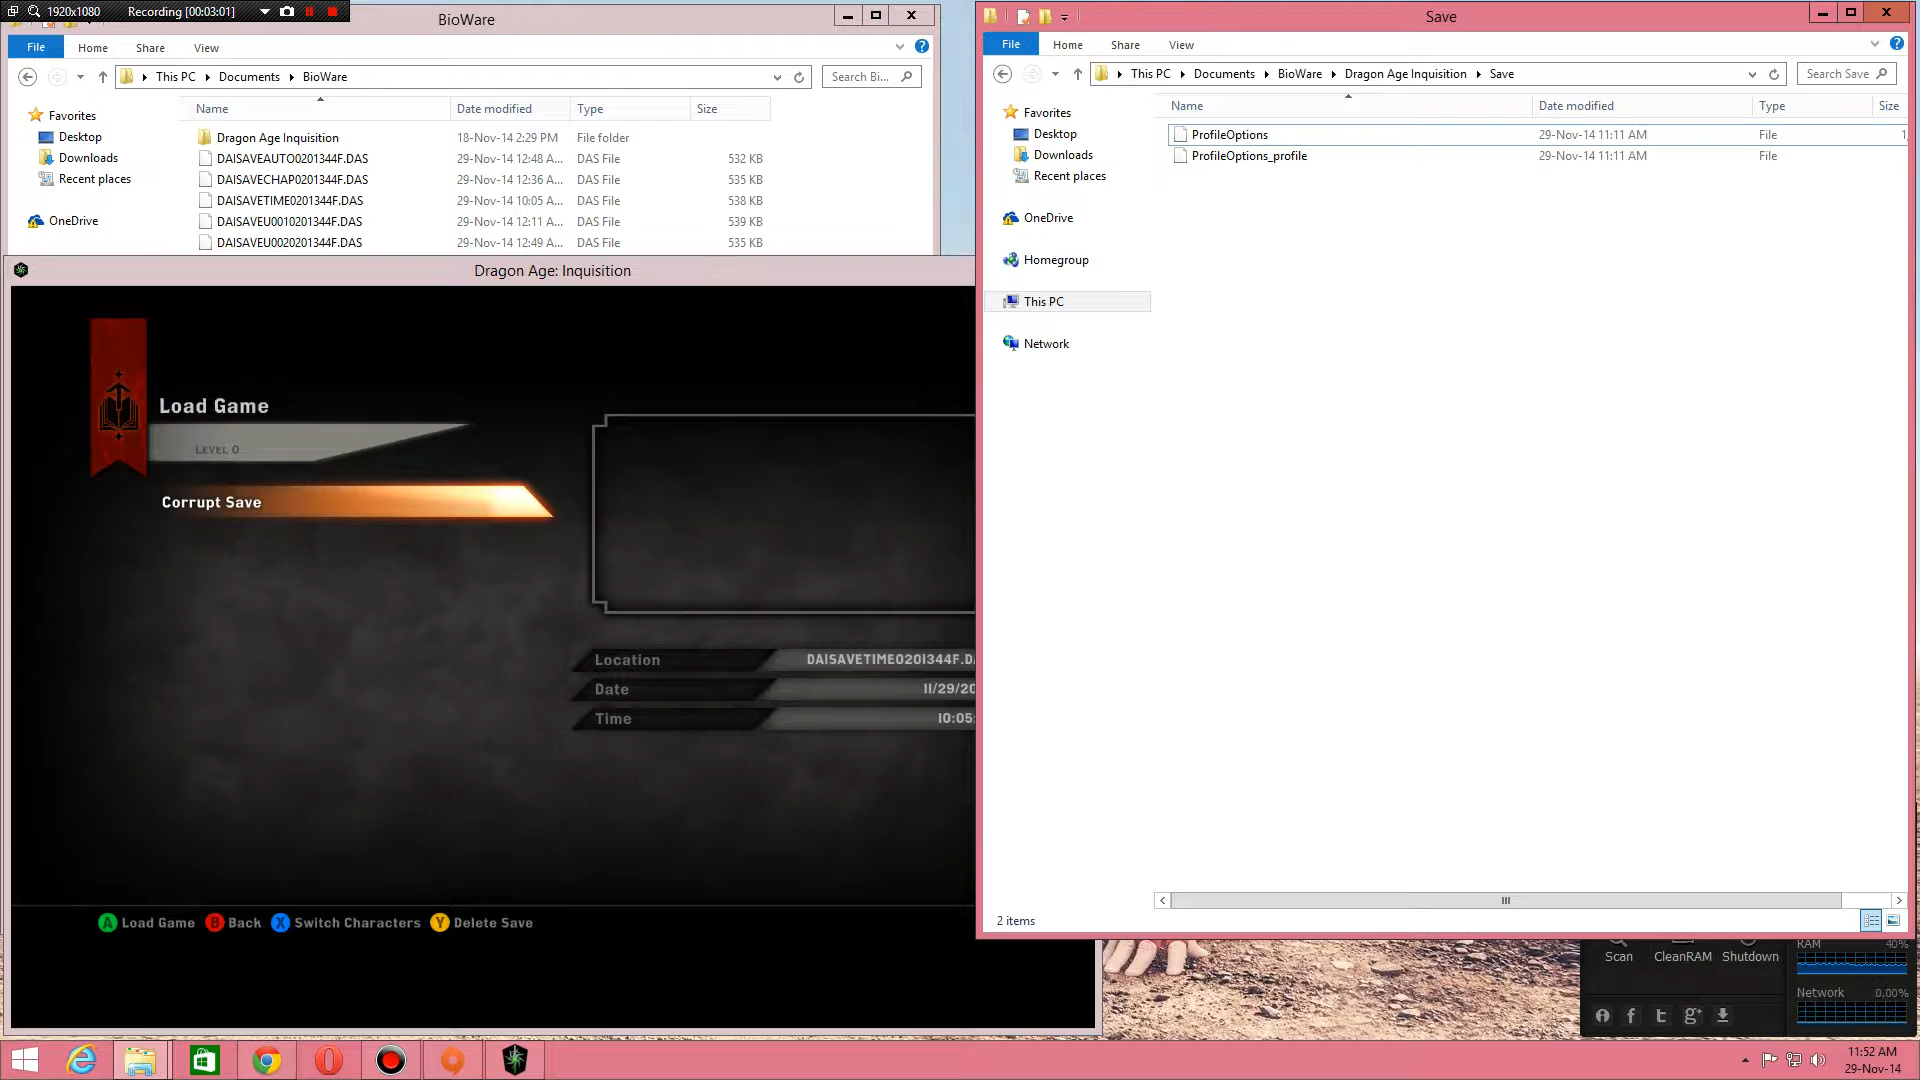 1920x1080 Recording [00:03:01]
BioWare
File Home Share View
This PC Documents BioWare
Search Bi...
Favorites
Desktop
Downloads
Recent places
OneDrive
Name Date modified Type Size
Dragon Age Inquisition 18-Nov-14 2:29 PM File folder
DAISAVEAUTO0201344F.DAS 29-Nov-14 12:48 A... DAS File 532 KB
DAISAVECHAP0201344F.DAS 29-Nov-14 12:36 A... DAS File 535 KB
DAISAVETIME0201344F.DAS 29-Nov-14 10:05 A... DAS File 538 KB
DAISAVEU0010201344F.DAS 29-Nov-14 12:11 A... DAS File 539 KB
DAISAVEU0020201344F.DAS 29-Nov-14 12:49 A... DAS File 535 KB
Dragon Age: Inquisition
Load Game
LEVEL 0
Corrupt Save
Location DAISAVETIME0201344F.DA
Date 11/29/20
Time 10:05:
A Load Game B Back X Switch Characters Y Delete Save
Save
File Home Share View
This PC Documents BioWare Dragon Age Inquisition Save
Search Save
Favorites
Desktop
Downloads
Recent places
OneDrive
Homegroup
This PC
Network
Name Date modified Type Size
ProfileOptions 29-Nov-14 11:11 AM File 1,
ProfileOptions_profile 29-Nov-14 11:11 AM File
2 items
Scan CleanRAM Shutdown
RAM 40%
Network 0.00%
11:52 AM
29-Nov-14